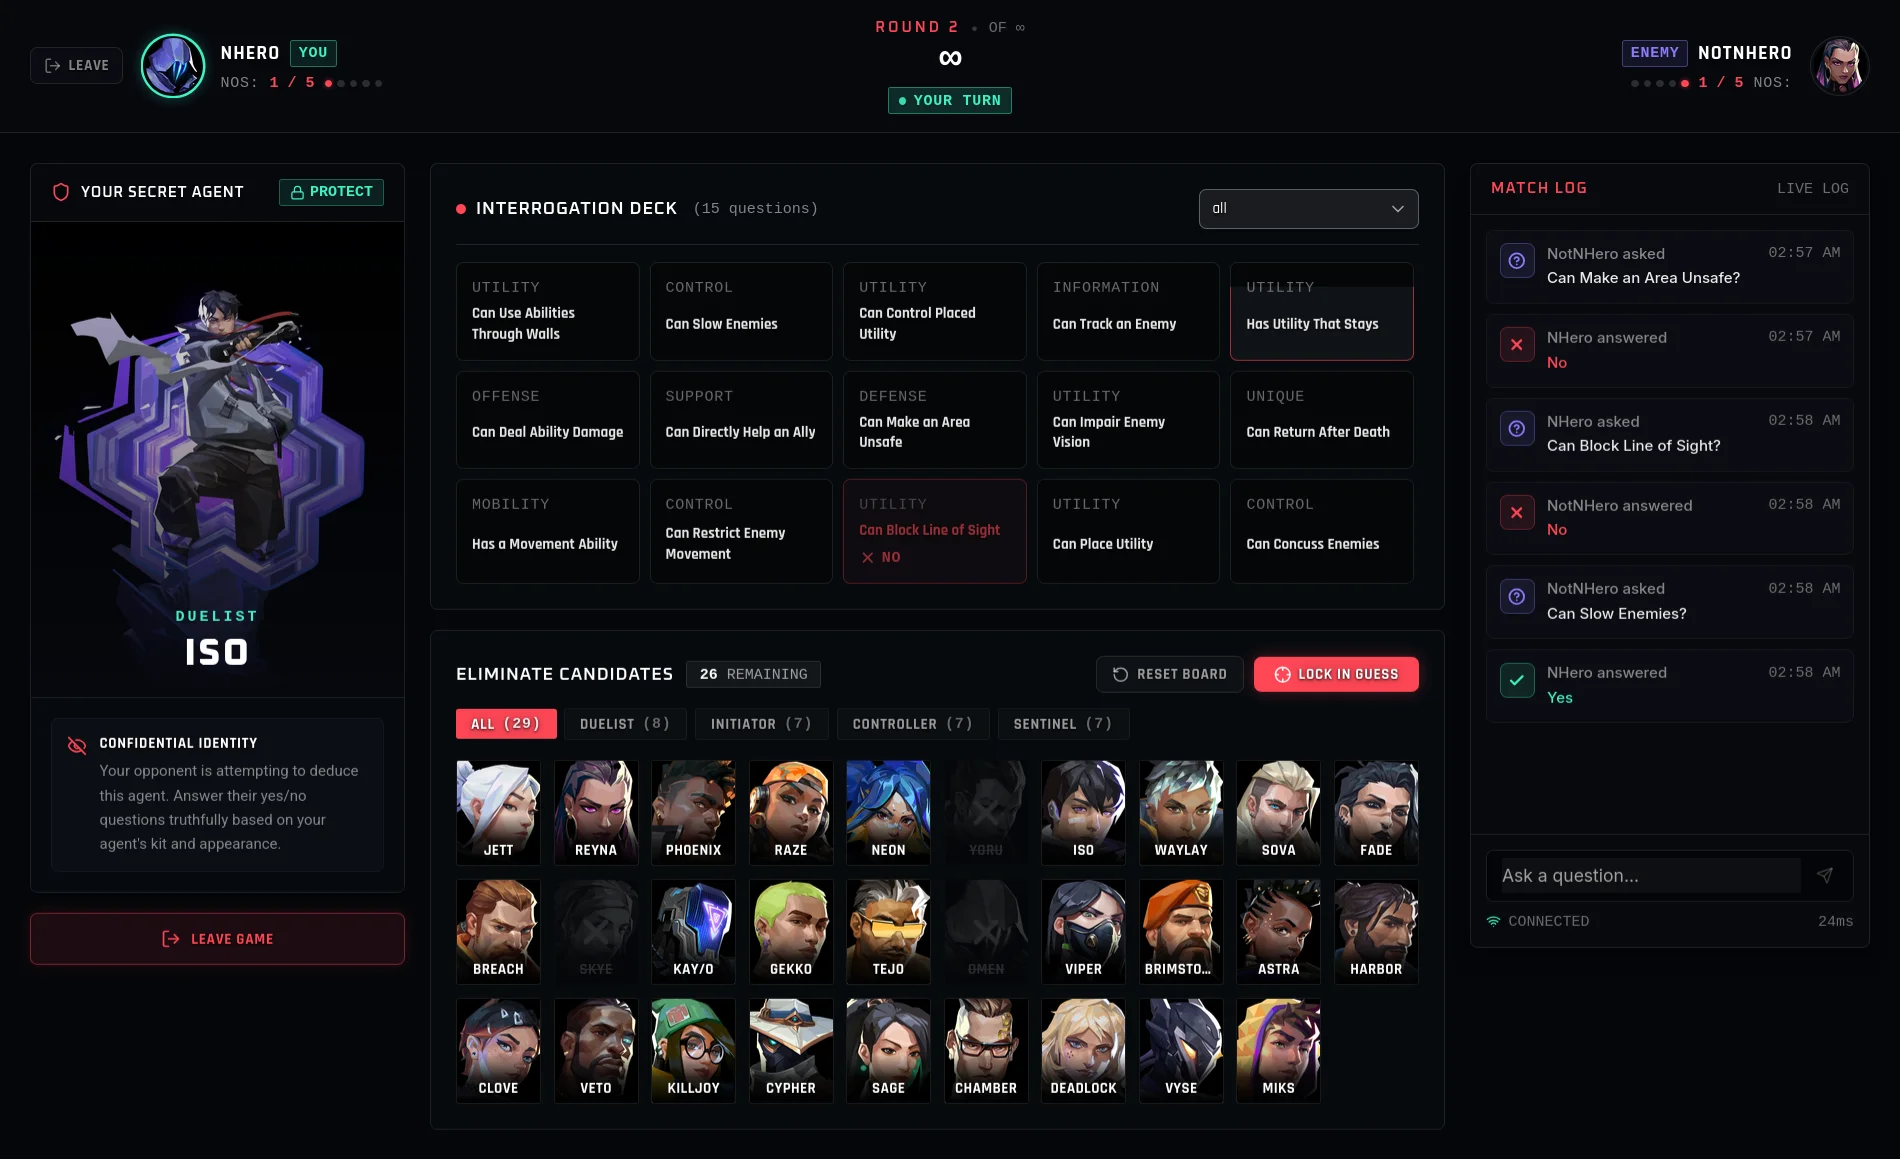 LEAVE
NHERO YOU
NOS: 1 / 5
ROUND 2 • OF ∞
∞
YOUR TURN
ENEMY NOTNHERO
1 / 5 NOS:
YOUR SECRET AGENT
PROTECT
DUELIST
ISO
CONFIDENTIAL IDENTITY
Your opponent is attempting to deduce
this agent. Answer their yes/no
questions truthfully based on your
agent's kit and appearance.
LEAVE GAME
INTERROGATION DECK (15 questions)
all
UTILITY
Can Use Abilities
Through Walls
CONTROL
Can Slow Enemies
UTILITY
Can Control Placed
Utility
INFORMATION
Can Track an Enemy
UTILITY
Has Utility That Stays
OFFENSE
Can Deal Ability Damage
SUPPORT
Can Directly Help an Ally
DEFENSE
Can Make an Area
Unsafe
UTILITY
Can Impair Enemy
Vision
UNIQUE
Can Return After Death
MOBILITY
Has a Movement Ability
CONTROL
Can Restrict Enemy
Movement
UTILITY
Can Block Line of Sight
NO
UTILITY
Can Place Utility
CONTROL
Can Concuss Enemies
ELIMINATE CANDIDATES 26 REMAINING
RESET BOARD
LOCK IN GUESS
ALL (29) DUELIST (8) INITIATOR (7) CONTROLLER (7) SENTINEL (7)
JETT REYNA PHOENIX RAZE NEON YORU ISO WAYLAY SOVA FADE
BREACH SKYE KAY/O GEKKO TEJO OMEN VIPER BRIMSTO... ASTRA HARBOR
CLOVE VETO KILLJOY CYPHER SAGE CHAMBER DEADLOCK VYSE MIKS
MATCH LOG LIVE LOG
NotNHero asked 02:57 AM
Can Make an Area Unsafe?
NHero answered 02:57 AM
No
NHero asked 02:58 AM
Can Block Line of Sight?
NotNHero answered 02:58 AM
No
NotNHero asked 02:58 AM
Can Slow Enemies?
NHero answered 02:58 AM
Yes
Ask a question...
CONNECTED 24ms